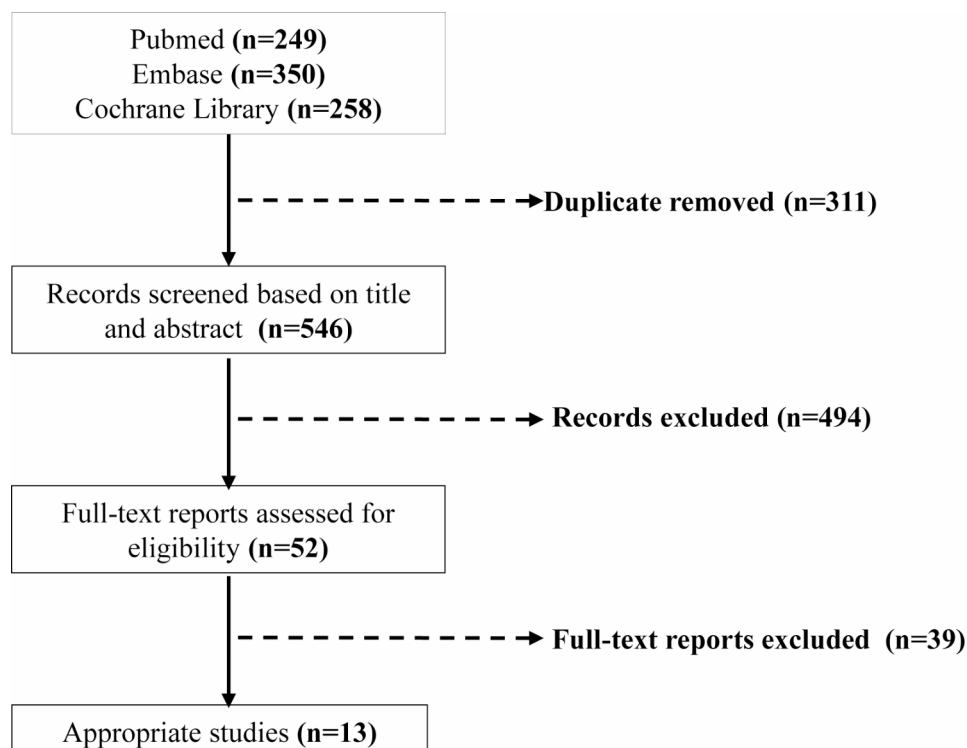 Pubmed (n=249)
Embase (n=350)
Cochrane Library (n=258)
Duplicate removed (n=311)
Records screened based on title
and abstract (n=546)
Records excluded (n=494)
Full-text reports assessed for
eligibility (n=52)
Full-text reports excluded (n=39)
Appropriate studies (n=13)